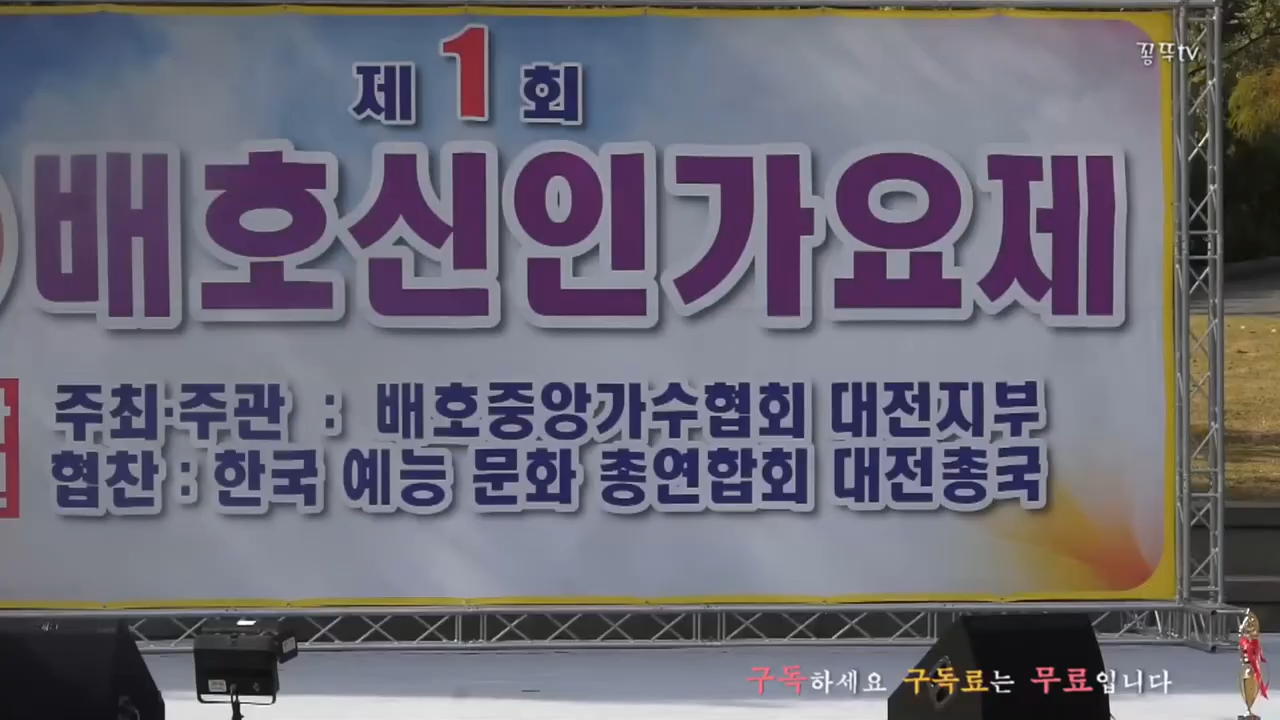 꽁뚜tv
제1회
배호신인가요제
주최·주관 : 배호중앙가수협회 대전지부
협찬 : 한국 예능 문화 총연합회 대전총국
구독하세요 구독료는 무료입니다